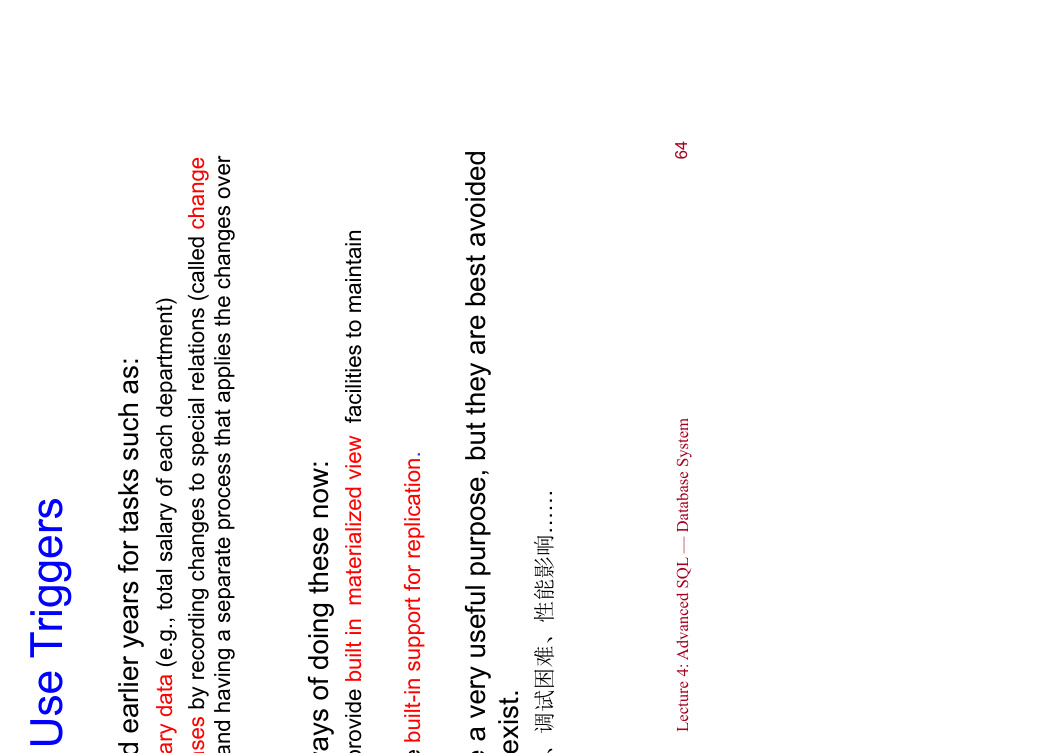 Use Triggers
d earlier years for tasks such as:
ary data (e.g., total salary of each department)
uses by recording changes to special relations (called change
and having a separate process that applies the changes over
ays of doing these now:
provide built in materialized view facilities to maintain
e built-in support for replication.
e a very useful purpose, but they are best avoided
exist.
、调试困难、性能影响……
Lecture 4: Advanced SQL — Database System
64